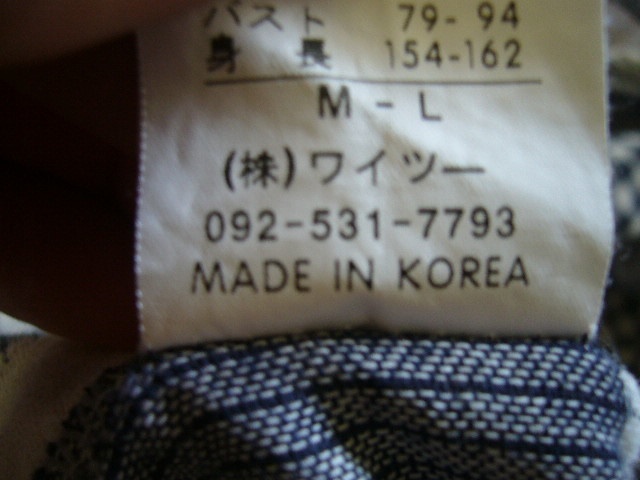 バスト 79-94
身長 154-162
M - L
(株)ワイツー
092-531-7793
MADE IN KOREA